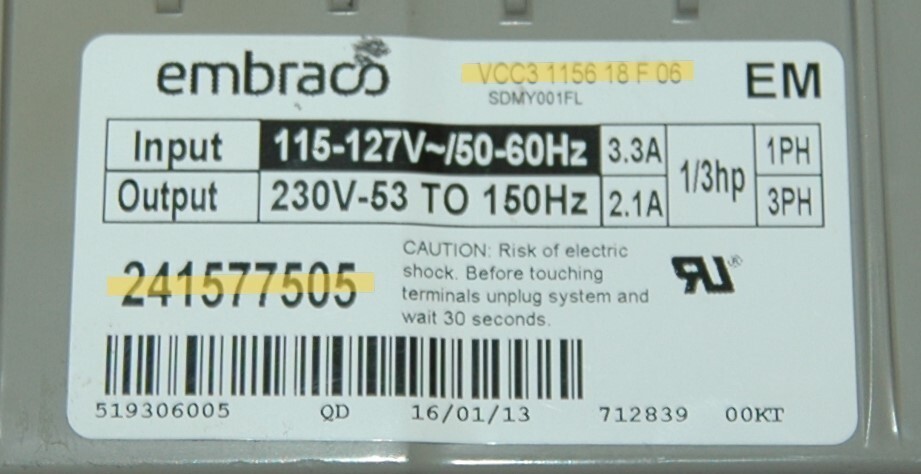 embraco
VCC3 1156 18 F 06
SDMY001FL
EM
Input 115-127V~/50-60Hz 3.3A 1/3hp 1PH
Output 230V-53 TO 150Hz 2.1A 3PH
241577505
CAUTION: Risk of electric
shock. Before touching
terminals unplug system and
wait 30 seconds.
RU®
519306005 QD 16/01/13 712839 00KT